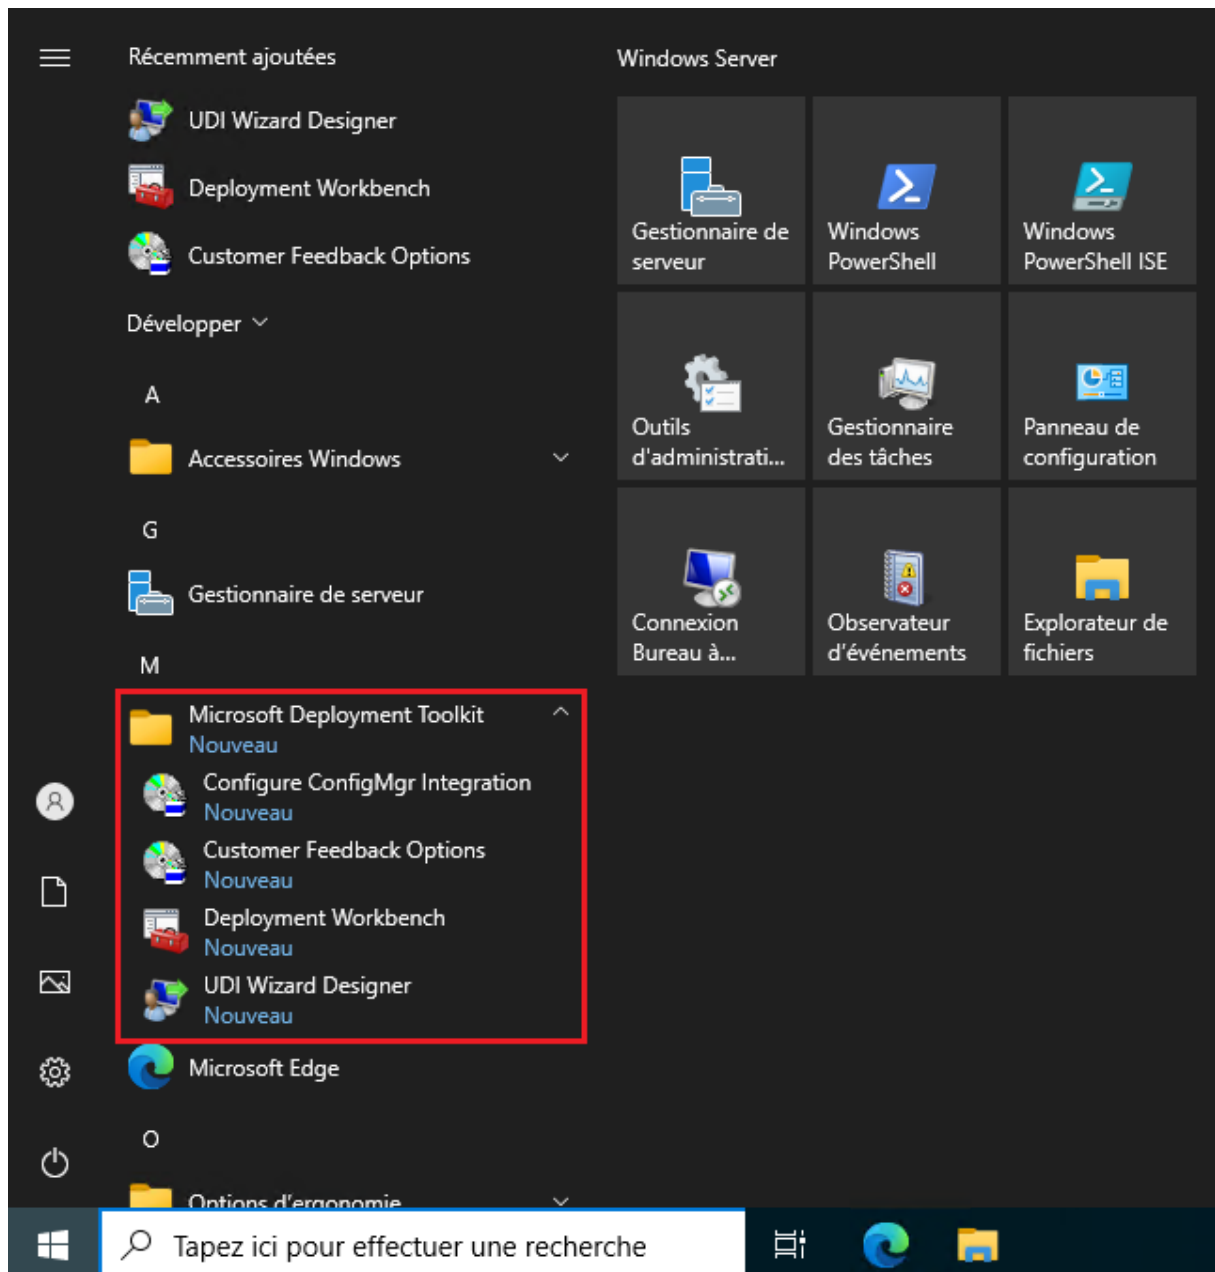 Récemment ajoutées
UDI Wizard Designer
Deployment Workbench
Customer Feedback Options
Développer
A
Accessoires Windows
G
Gestionnaire de serveur
M
Microsoft Deployment Toolkit
Nouveau
Configure ConfigMgr Integration
Nouveau
Customer Feedback Options
Nouveau
Deployment Workbench
Nouveau
UDI Wizard Designer
Nouveau
Microsoft Edge
O
Options d'ergonomie
Windows Server
Gestionnaire de
serveur
Windows
PowerShell
Windows
PowerShell ISE
Outils
d'administrati...
Gestionnaire
des tâches
Panneau de
configuration
Connexion
Bureau à...
Observateur
d'événements
Explorateur de
fichiers
Tapez ici pour effectuer une recherche